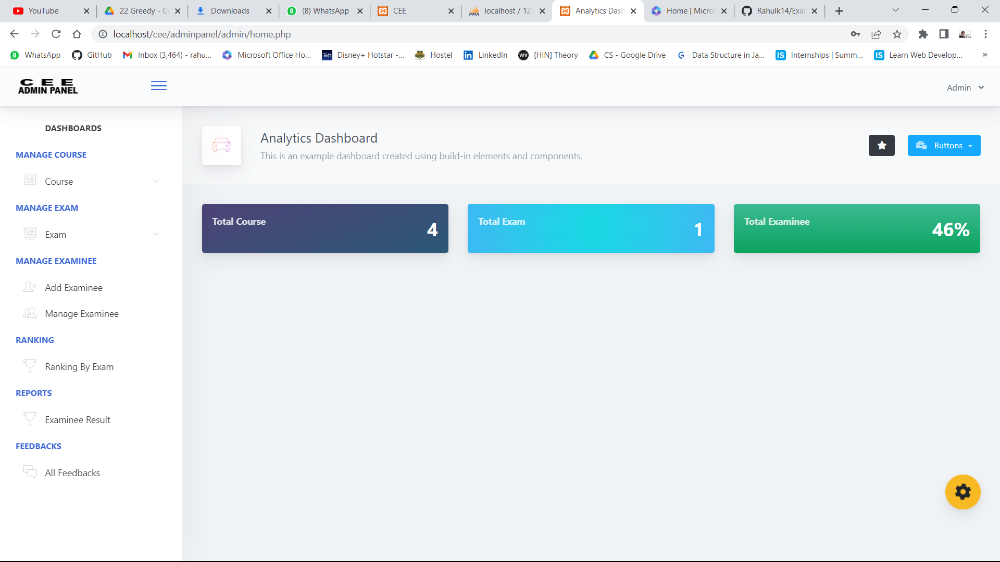 YouTube
22 Greedy - G
Downloads
(8) WhatsApp
CEE
localhost / 127
Analytics Dash
Home | Micros
Rahulk14/Exam
localhost/cee/adminpanel/admin/home.php
WhatsApp
GitHub
Inbox (3,464) - rahu...
Microsoft Office Ho...
Disney+ Hotstar -...
Hostel
LinkedIn
[HIN] Theory
CS - Google Drive
Data Structure in Ja...
Internships | Summ...
Learn Web Develop...
»
CEE
ADMIN PANEL
Admin
DASHBOARDS
MANAGE COURSE
Course
MANAGE EXAM
Exam
MANAGE EXAMINEE
Add Examinee
Manage Examinee
RANKING
Ranking By Exam
REPORTS
Examinee Result
FEEDBACKS
All Feedbacks
Analytics Dashboard
This is an example dashboard created using build-in elements and components.
Buttons
Total Course
4
Total Exam
1
Total Examinee
46%